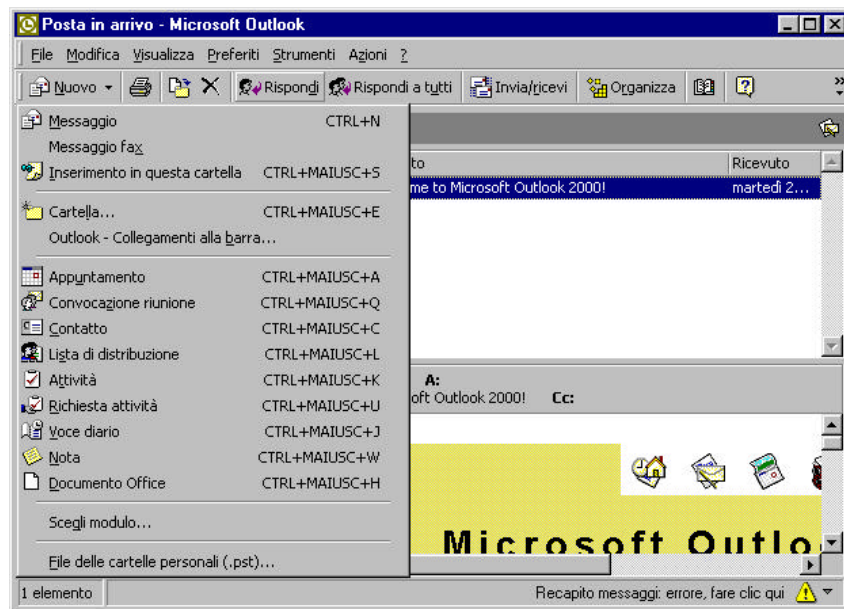 Posta in arrivo - Microsoft Outlook
File Modifica Visualizza Preferiti Strumenti Azioni ?
Nuovo Rispondi Rispondi a tutti Invia/ricevi Organizza
Messaggio CTRL+N
Messaggio fax
Inserimento in questa cartella CTRL+MAIUSC+S
to Ricevuto
me to Microsoft Outlook 2000! martedì 2...
Cartella... CTRL+MAIUSC+E
Outlook - Collegamenti alla barra...
Appuntamento CTRL+MAIUSC+A
Convocazione riunione CTRL+MAIUSC+Q
Contatto CTRL+MAIUSC+C
Lista di distribuzione CTRL+MAIUSC+L
Attività CTRL+MAIUSC+K
A:
Richiesta attività CTRL+MAIUSC+U
oft Outlook 2000! Cc:
Voce diario CTRL+MAIUSC+J
Nota CTRL+MAIUSC+W
Documento Office CTRL+MAIUSC+H
Scegli modulo...
Microsoft Outlo
File delle cartelle personali (.pst)...
1 elemento Recapito messaggi: errore, fare clic qui